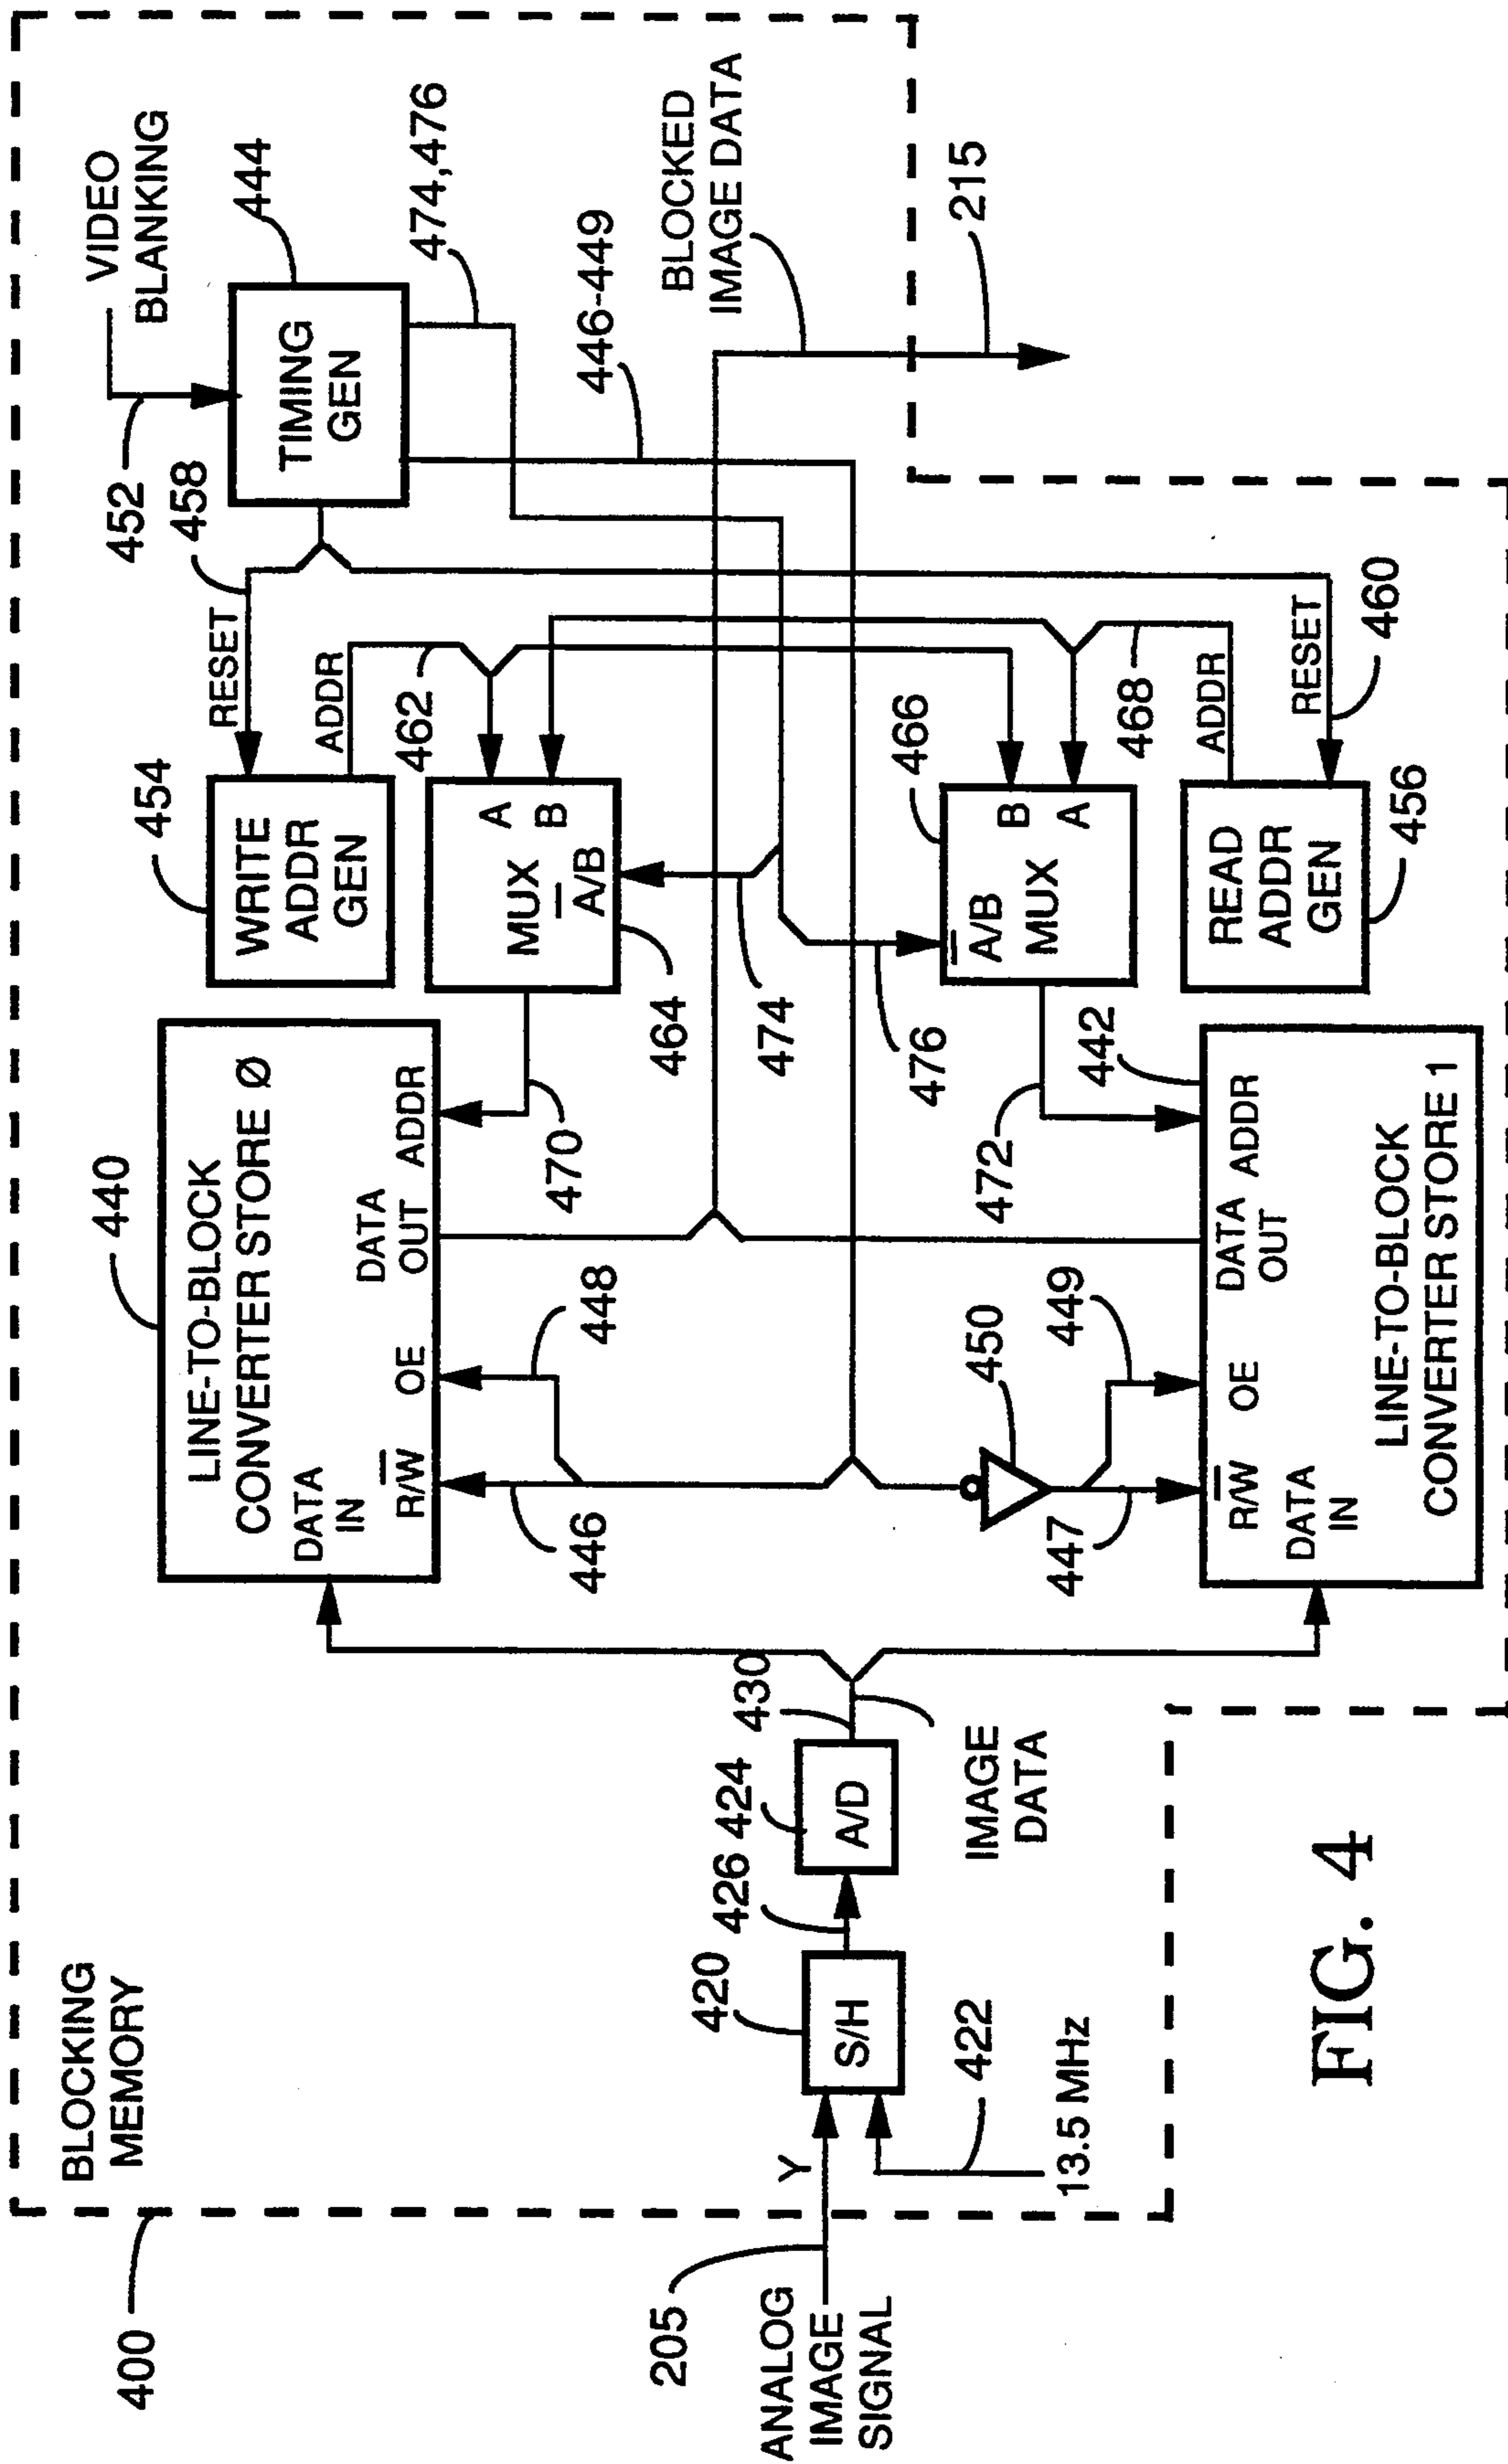 400
BLOCKING
MEMORY
205
ANALOG
IMAGE
SIGNAL
Y
420
S/H
422
13.5 MHz
426
424
A/D
430
IMAGE
DATA
440
LINE-TO-BLOCK
CONVERTER STORE Ø
DATA
IN
R/W̅
OE
DATA
OUT
ADDR
446
448
450
447
449
442
R/W̅
OE
DATA
OUT
ADDR
DATA
IN
LINE-TO-BLOCK
CONVERTER STORE 1
470
472
454
WRITE
ADDR
GEN
RESET
ADDR
458
462
464
MUX
A
B
A̅/B
474
476
466
A̅/B
MUX
B
A
468
READ
ADDR
GEN
456
ADDR
RESET
460
452
VIDEO
BLANKING
TIMING
GEN
444
474,476
446-449
BLOCKED
IMAGE DATA
215
FIG. 4